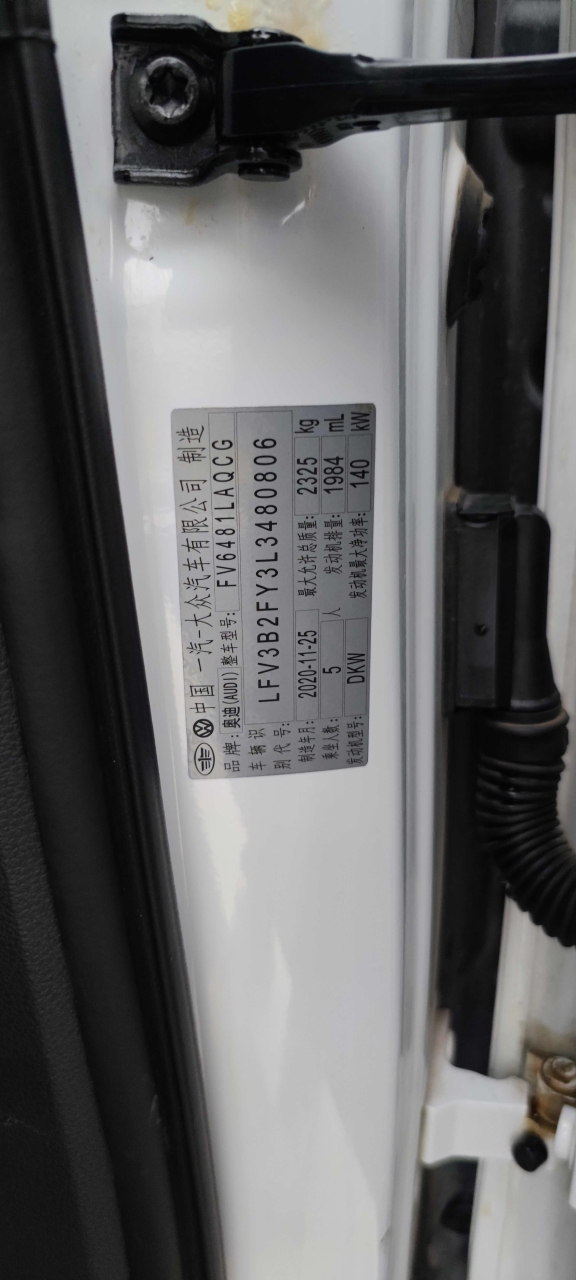 中国 一汽-大众汽车有限公司 制造
品牌: 奥迪(AUDI) 整车型号: FV6481LAQCG
车辆识别代号: LFV3B2FY3L3480806
制造年月: 2020-11-25 最大允许总质量: 2325 kg
乘坐人数: 5 人 发动机排量: 1984 mL
发动机型号: DKW 发动机最大净功率: 140 kW